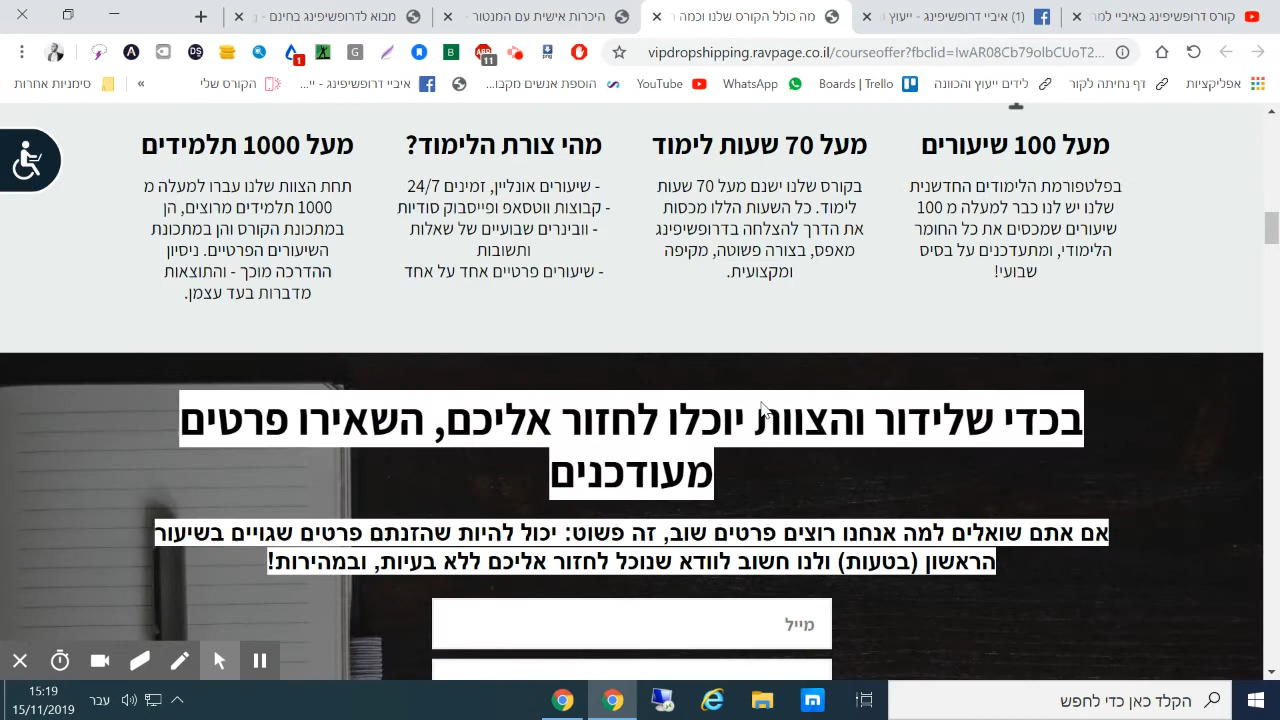 קורס דרופשיפינג באיביי למח
(1) איביי דרופשיפינג - ייעוץ ו
מה כולל הקורס שלנו וכמה ר
היכרות אישית עם המנטור -
מבוא לדרופשיפינג בחינם -
vipdropshipping.ravpage.co.il/courseoffer?fbclid=IwAR08Cb79olbCUoT2...
1
11
אפליקציות
דף נחיתה לקור...
לידים ייעוץ והכוונה
Boards | Trello
WhatsApp
YouTube
הוספת אנשים מקבו...
איביי דרופשיפינג - יי...
הקורס שלי
«
סימניות אחרות
מעל 100 שיעורים
בפלטפורמת הלימודים החדשנית
שלנו יש לנו כבר למעלה מ 100
שיעורים שמכסים את כל החומר
הלימודי, ומתעדכנים על בסיס
שבועי!
מעל 70 שעות לימוד
בקורס שלנו ישנם מעל 70 שעות
לימוד. כל השעות הללו מכסות
את הדרך להצלחה בדרופשיפינג
מאפס, בצורה פשוטה, מקיפה
ומקצועית.
מהי צורת הלימוד?
- שיעורים אונליין, זמינים 24/7
- קבוצות ווטסאפ ופייסבוק סודיות
- וובינרים שבועיים של שאלות
ותשובות
- שיעורים פרטיים אחד על אחד
מעל 1000 תלמידים
תחת הצוות שלנו עברו למעלה מ
1000 תלמידים מרוצים, הן
במתכונת הקורס והן במתכונת
השיעורים הפרטיים. ניסיון
ההדרכה מוכך - והתוצאות
מדברות בעד עצמן.
בכדי שלידור והצוות יוכלו לחזור אליכם, השאירו פרטים
מעודכנים
אם אתם שואלים למה אנחנו רוצים פרטים שוב, זה פשוט: יכול להיות שהזנתם פרטים שגויים בשיעור
הראשון (בטעות) ולנו חשוב לוודא שנוכל לחזור אליכם ללא בעיות, ובמהירות!
מייל
הקלד כאן כדי לחפש
עבר
15:19
15/11/2019